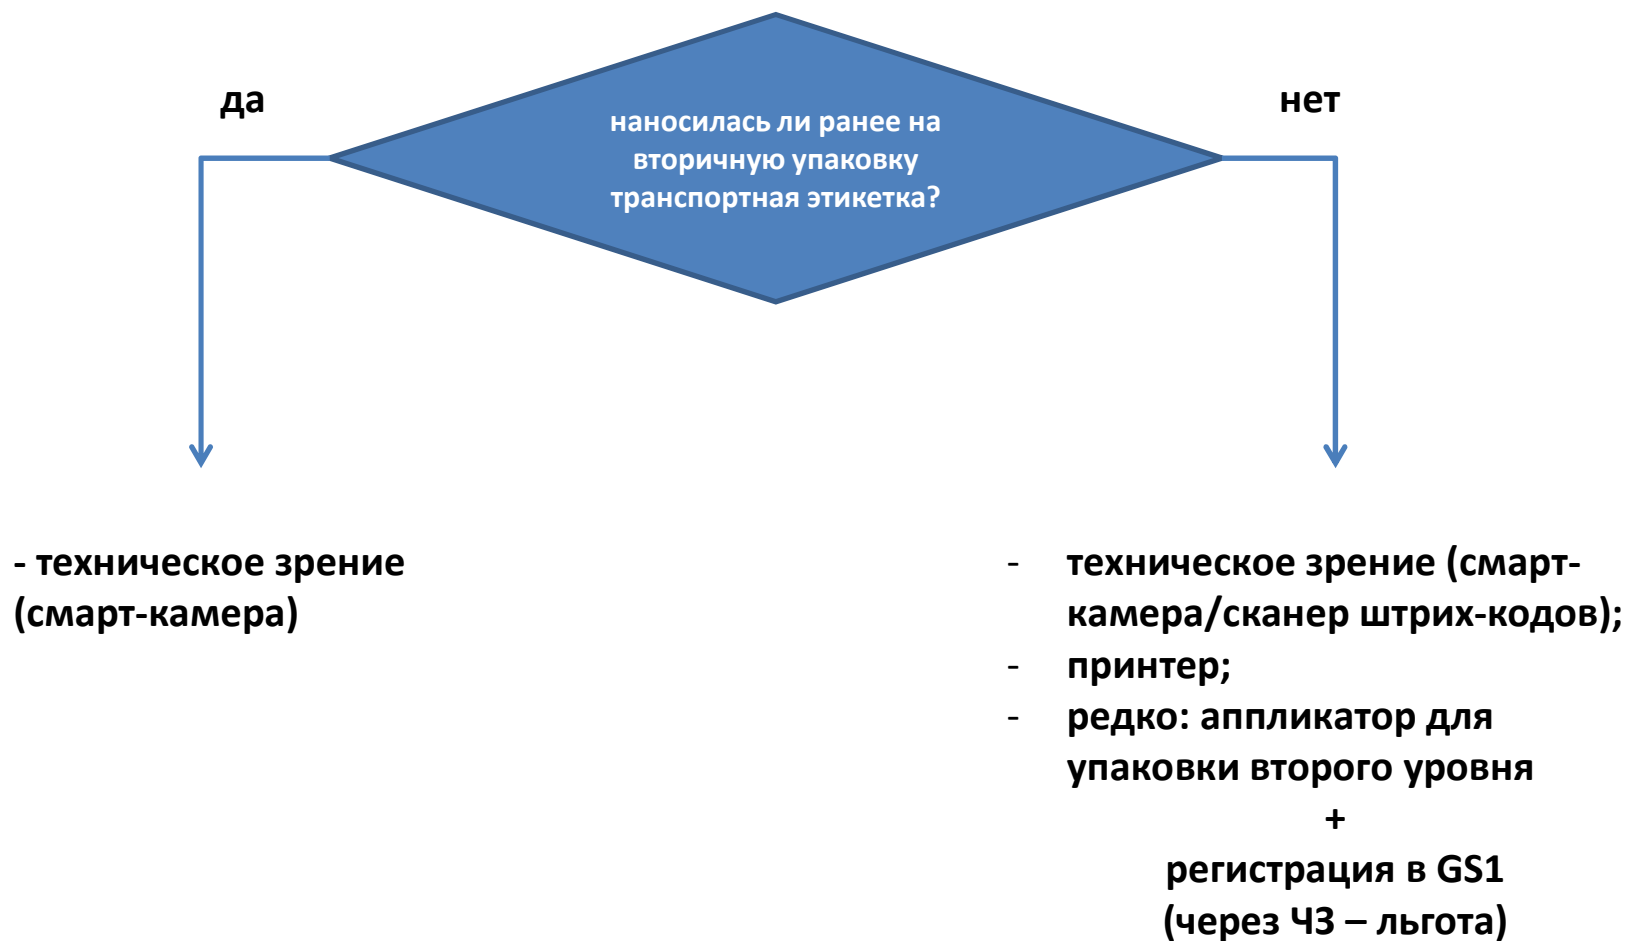 да
нет
наносилась ли ранее на
вторичную упаковку
транспортная этикетка?
- техническое зрение
(смарт-камера)
- техническое зрение (смарт-
камера/сканер штрих-кодов);
- принтер;
- редко: аппликатор для
упаковки второго уровня
+
регистрация в GS1
(через ЧЗ – льгота)